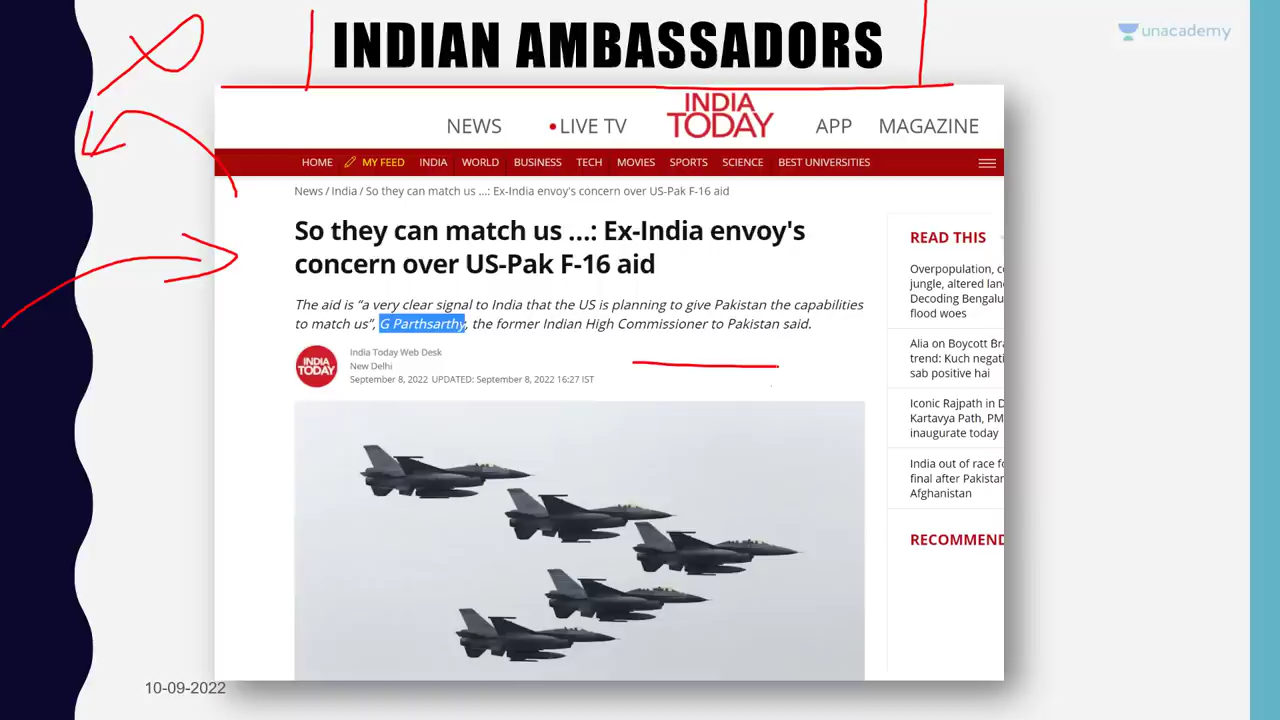 INDIAN AMBASSADORS
unacademy
NEWS
LIVE TV
INDIA
TODAY
APP
MAGAZINE
HOME MY FEED INDIA WORLD BUSINESS TECH MOVIES SPORTS SCIENCE BEST UNIVERSITIES
News / India / So they can match us ...: Ex-India envoy's concern over US-Pak F-16 aid
So they can match us ...: Ex-India envoy's
concern over US-Pak F-16 aid
The aid is “a very clear signal to India that the US is planning to give Pakistan the capabilities
to match us”, G Parthsarthy, the former Indian High Commissioner to Pakistan said.
INDIA
TODAY
India Today Web Desk
New Delhi
September 8, 2022 UPDATED: September 8, 2022 16:27 IST
READ THIS
Overpopulation, c
jungle, altered lan
Decoding Bengalu
flood woes
Alia on Boycott Br
trend: Kuch negati
sab positive hai
Iconic Rajpath in D
Kartavya Path, PM
inaugurate today
India out of race fo
final after Pakistan
Afghanistan
RECOMMEND
10-09-2022